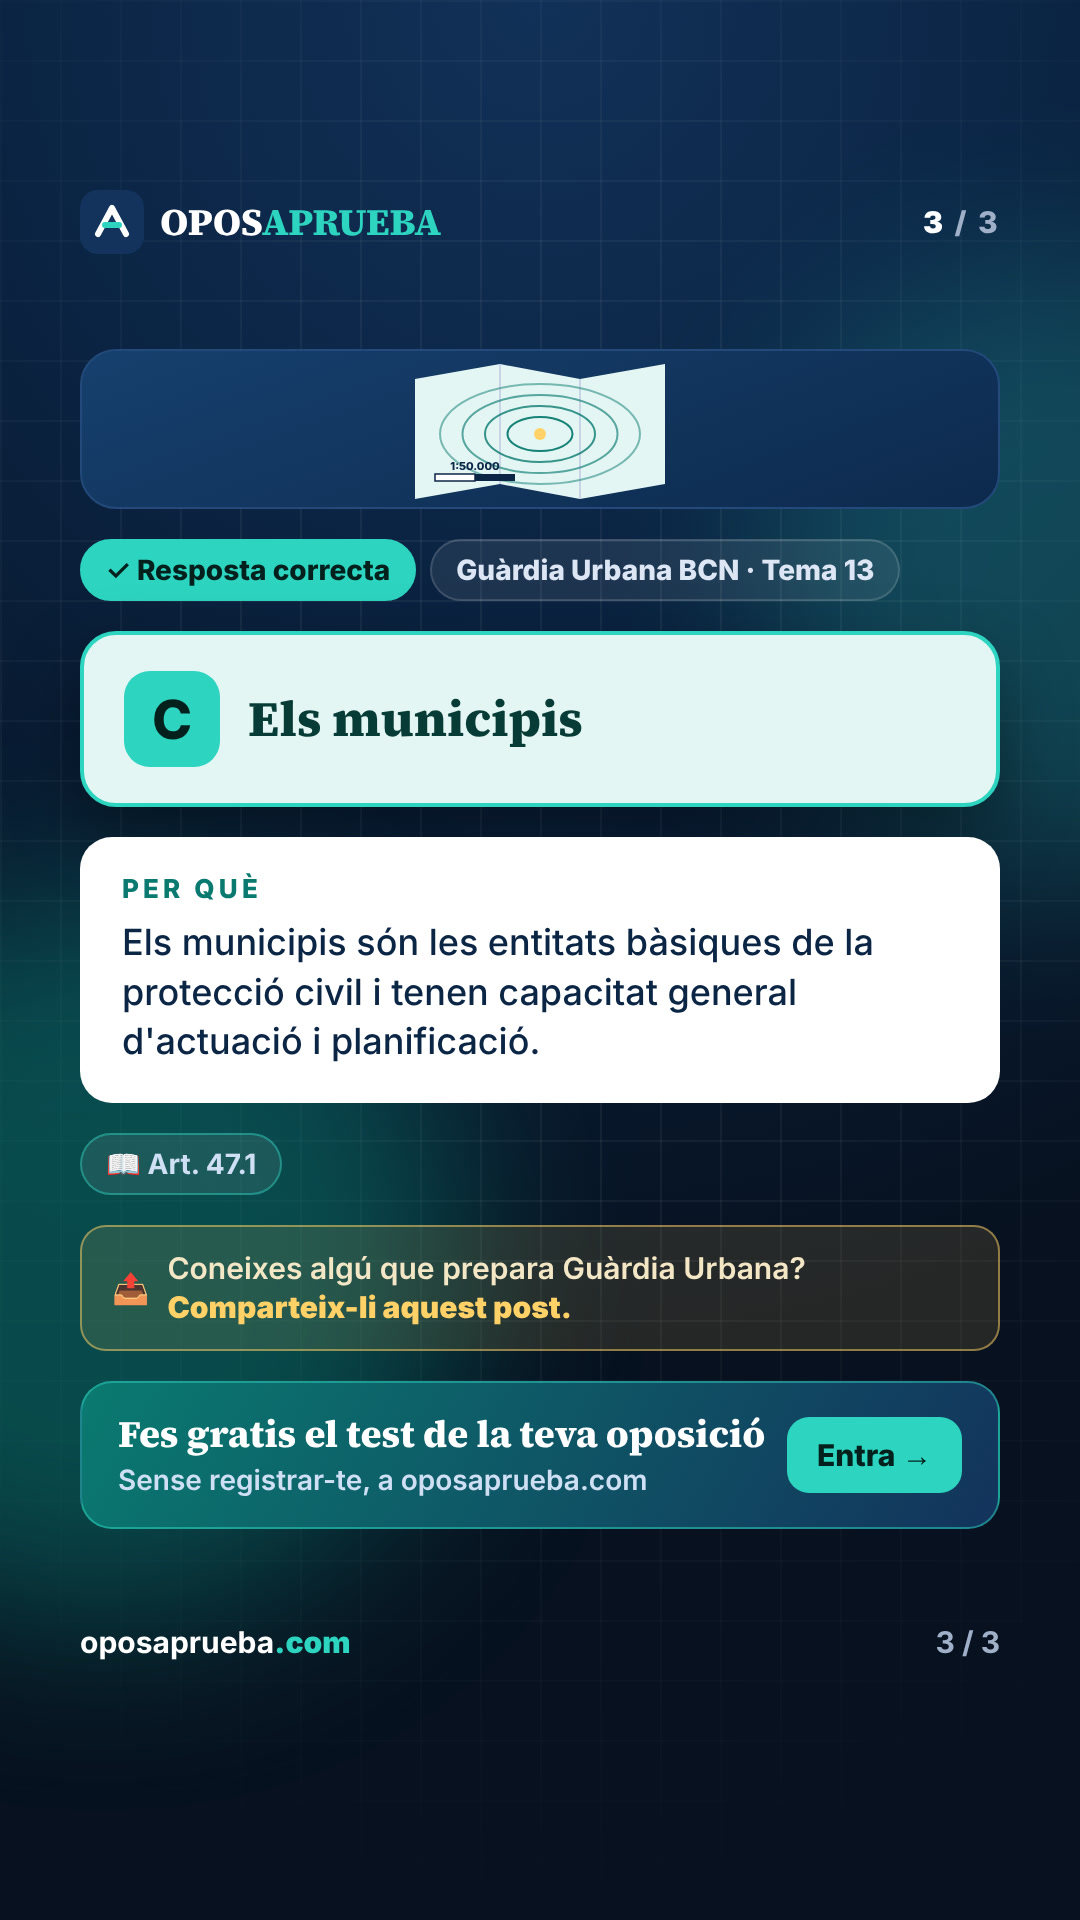 OPOSAPRUEBA
3 / 3
1:50.000
✓ Resposta correcta
Guàrdia Urbana BCN · Tema 13
C
Els municipis
PER QUÈ
Els municipis són les entitats bàsiques de la
protecció civil i tenen capacitat general
d'actuació i planificació.
📖 Art. 47.1
Coneixes algú que prepara Guàrdia Urbana?
Comparteix-li aquest post.
Fes gratis el test de la teva oposició
Sense registrar-te, a oposaprueba.com
Entra →
oposaprueba.com
3 / 3